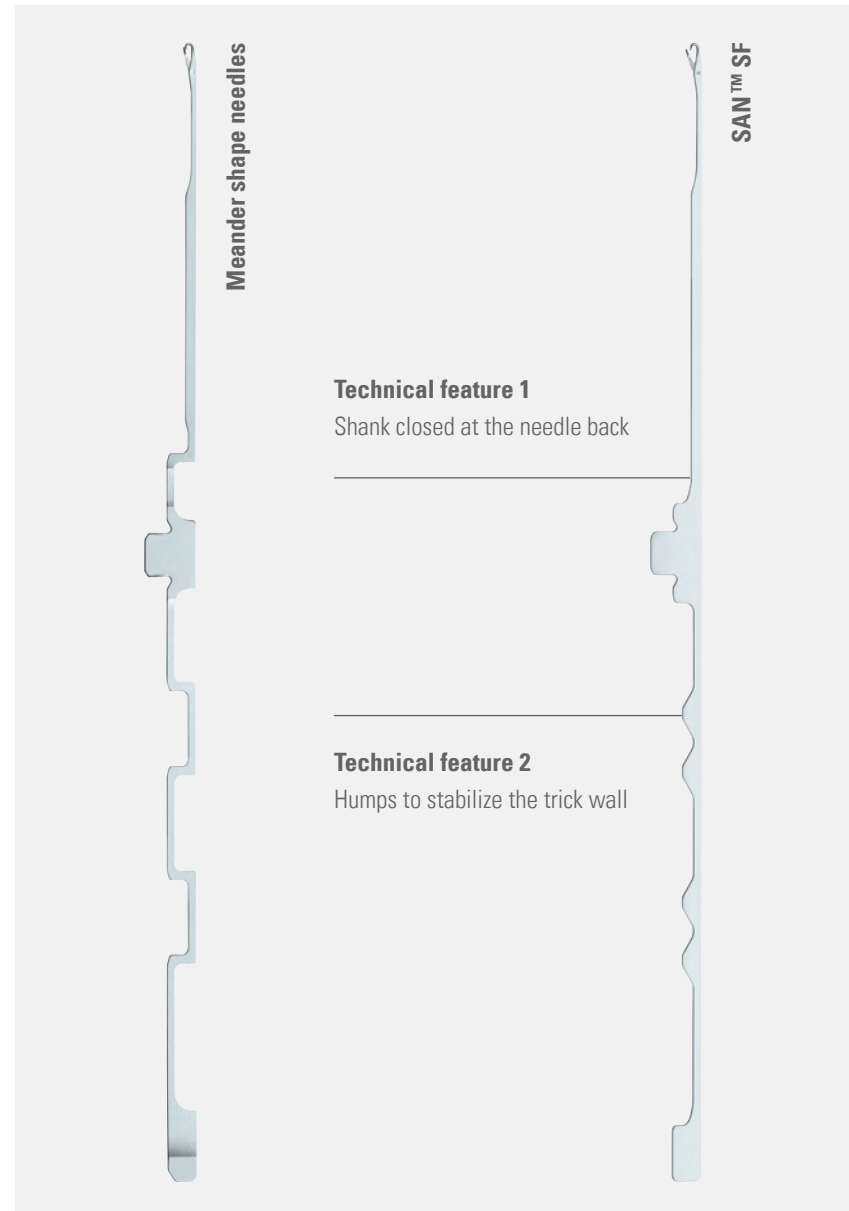 Meander shape needles
SAN™ SF
Technical feature 1
Shank closed at the needle back
Technical feature 2
Humps to stabilize the trick wall